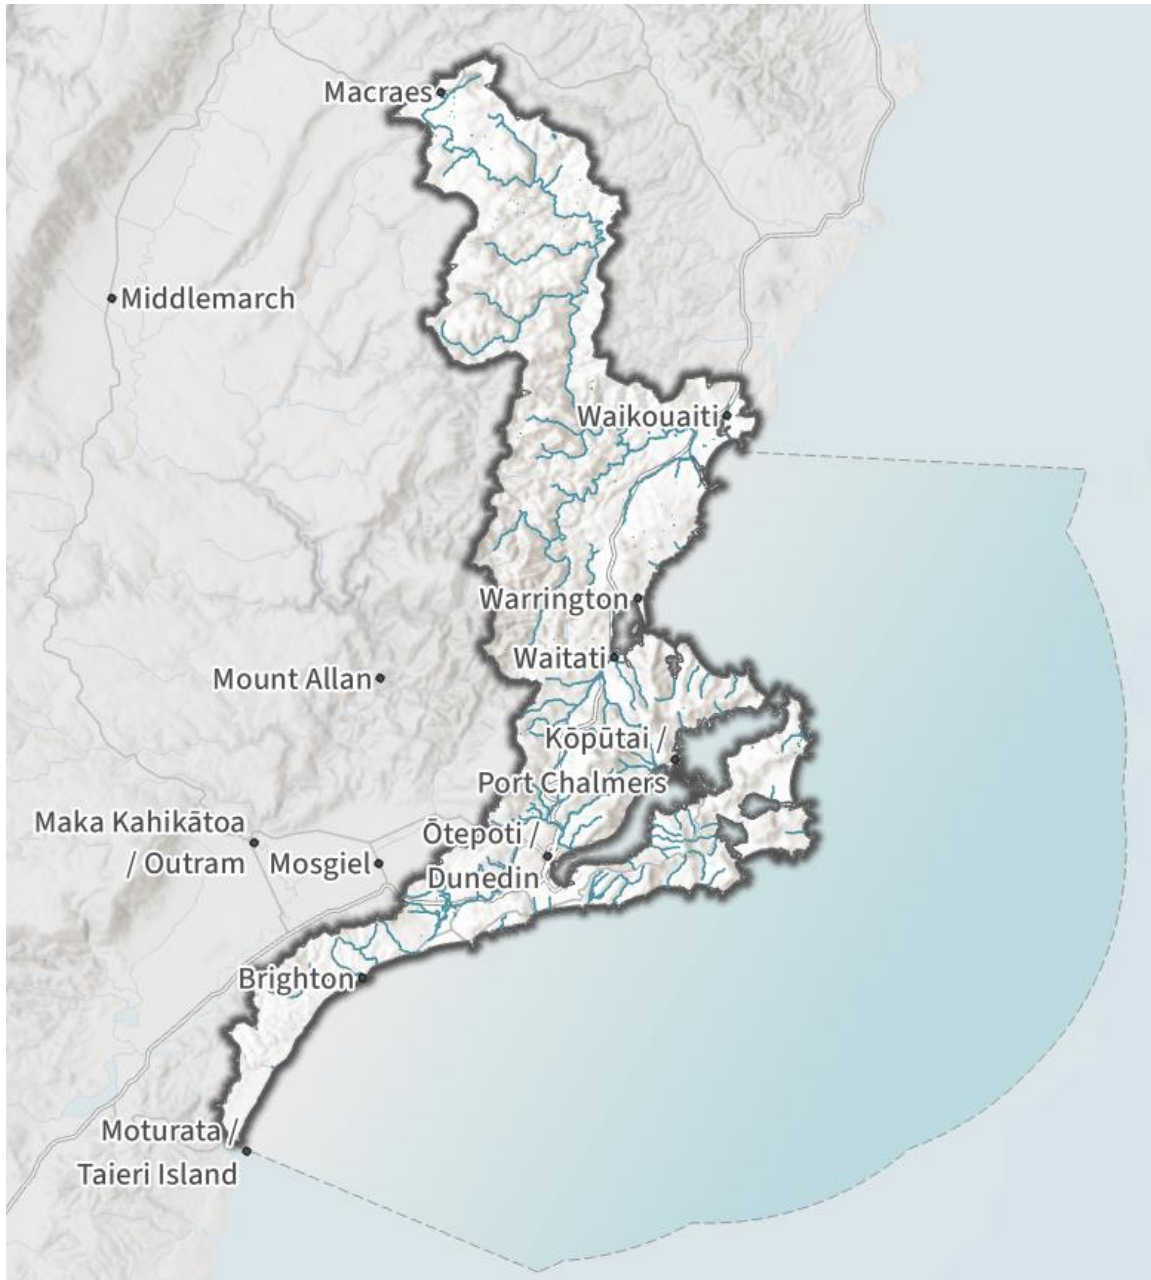 Macraes
Middlemarch
Waikouaiti
Warrington
Waitati
Mount Allan
Kōpūtai /
Port Chalmers
Maka Kahikātoa
/ Outram
Mosgiel
Ōtepoti /
Dunedin
Brighton
Moturata /
Taieri Island